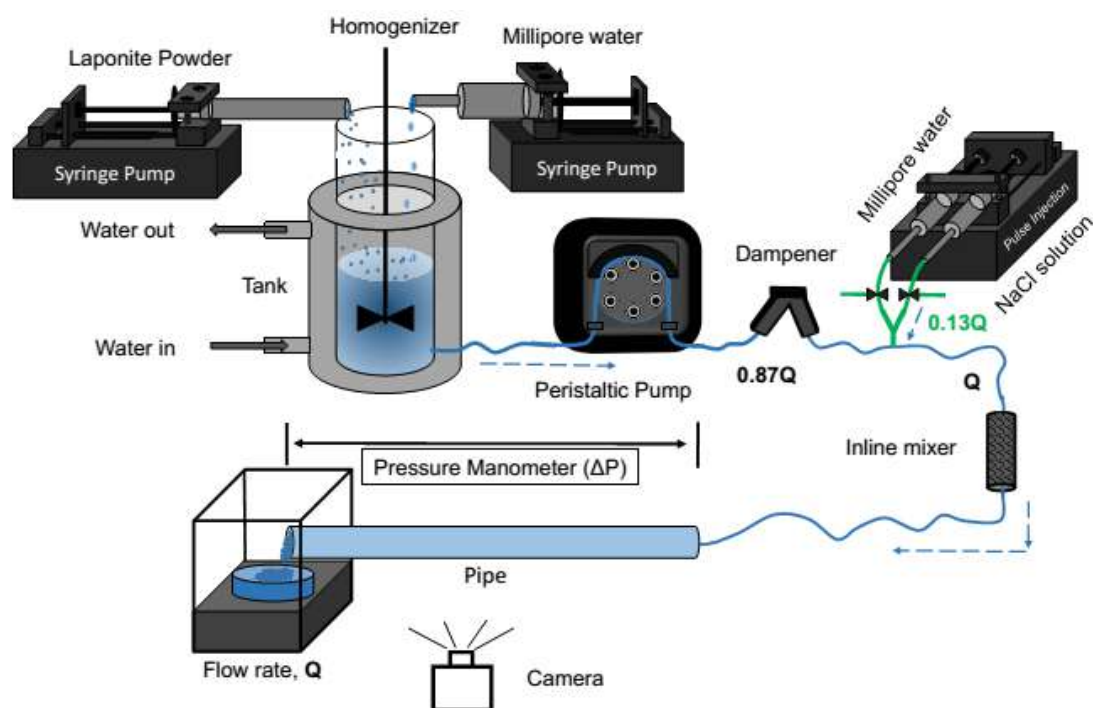 Homogenizer
Laponite Powder
Millipore water
Syringe Pump
Syringe Pump
Millipore water
Pulse Injection
NaCl solution
Water out
Tank
Water in
Dampener
0.13Q
0.87Q
Peristaltic Pump
Q
Inline mixer
Pressure Manometer (ΔP)
Pipe
Flow rate, Q
Camera